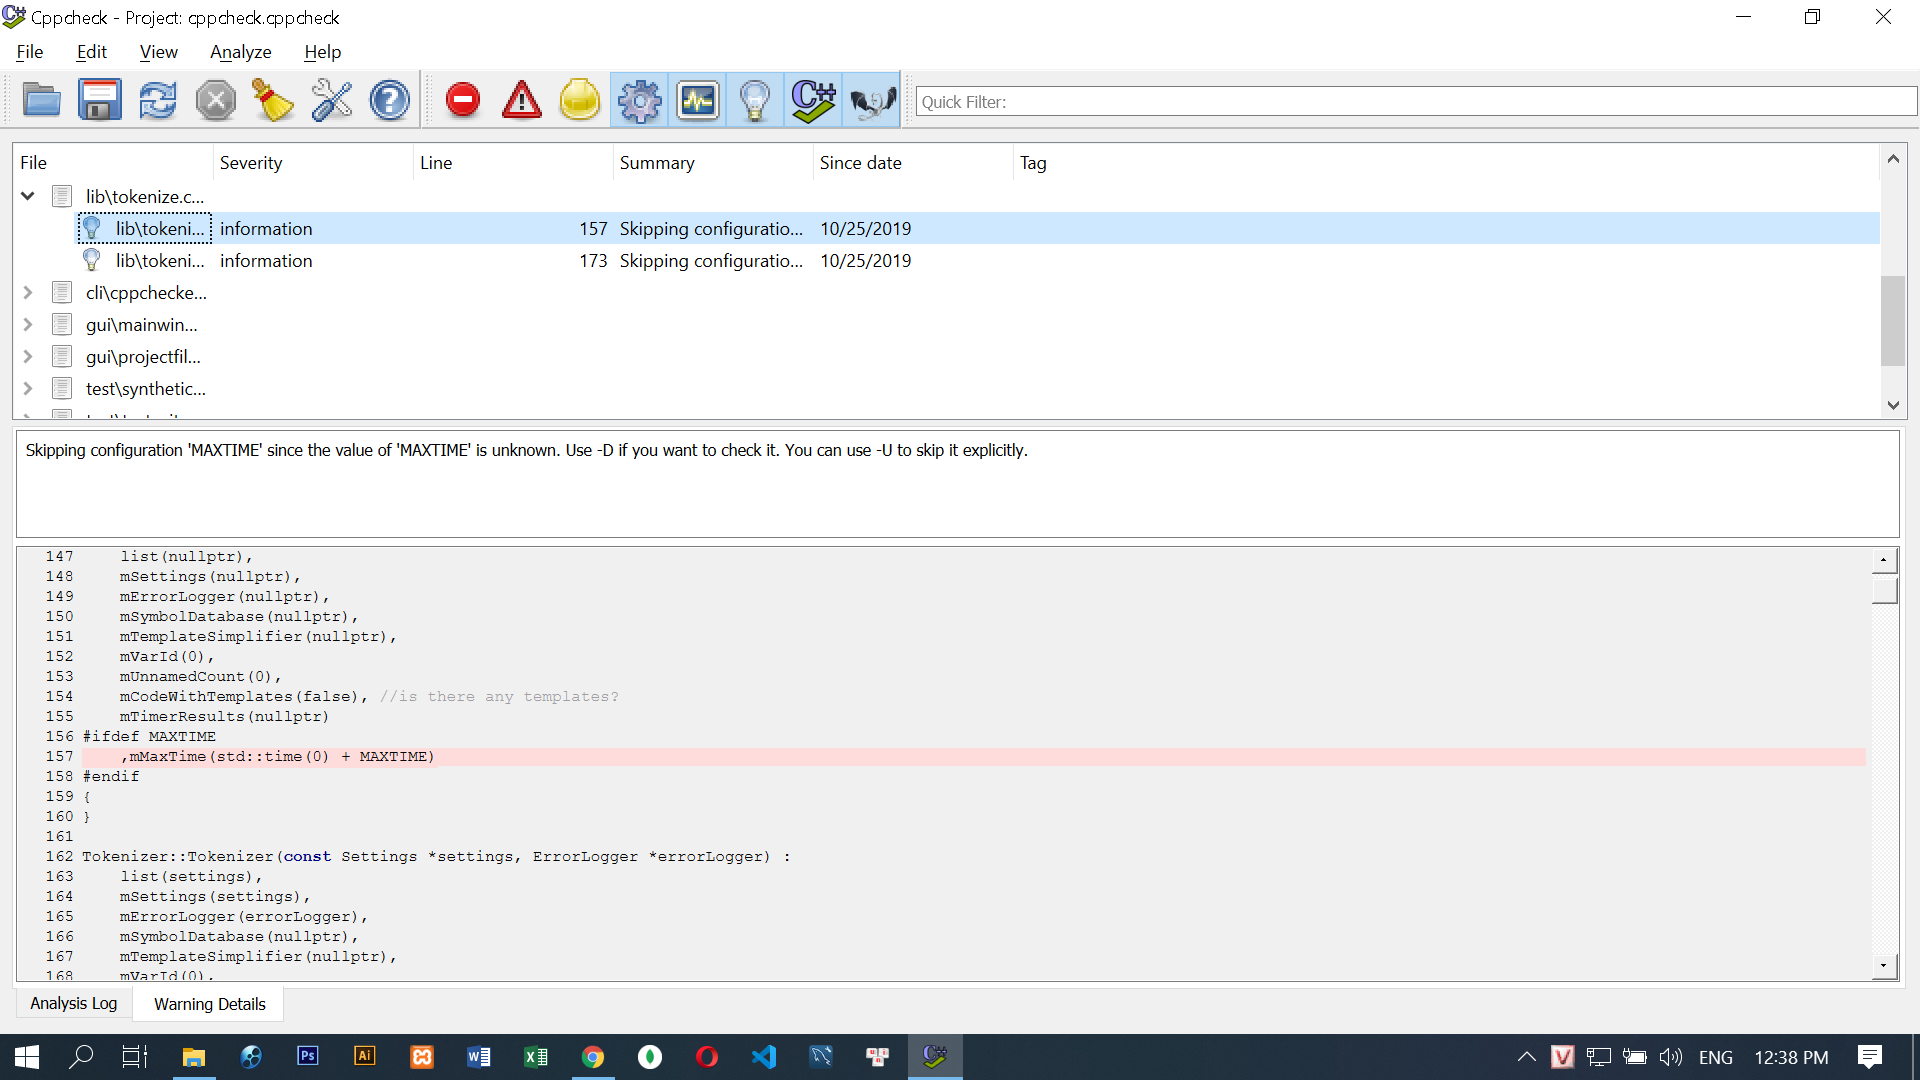 Cppcheck - Project: cppcheck.cppcheck
File Edit View Analyze Help
Quick Filter:
File Severity Line Summary Since date Tag
lib\tokenize.c...
lib\tokeni... information 157 Skipping configuratio... 10/25/2019
lib\tokeni... information 173 Skipping configuratio... 10/25/2019
cli\cppchecke...
gui\mainwin...
gui\projectfil...
test\synthetic...
Skipping configuration 'MAXTIME' since the value of 'MAXTIME' is unknown. Use -D if you want to check it. You can use -U to skip it explicitly.
147 list(nullptr),
148 mSettings(nullptr),
149 mErrorLogger(nullptr),
150 mSymbolDatabase(nullptr),
151 mTemplateSimplifier(nullptr),
152 mVarId(0),
153 mUnnamedCount(0),
154 mCodeWithTemplates(false), //is there any templates?
155 mTimerResults(nullptr)
156 #ifdef MAXTIME
157 ,mMaxTime(std::time(0) + MAXTIME)
158 #endif
159 {
160 }
161
162 Tokenizer::Tokenizer(const Settings *settings, ErrorLogger *errorLogger) :
163 list(settings),
164 mSettings(settings),
165 mErrorLogger(errorLogger),
166 mSymbolDatabase(nullptr),
167 mTemplateSimplifier(nullptr),
168 mVarId(0),
Analysis Log Warning Details
ENG 12:38 PM